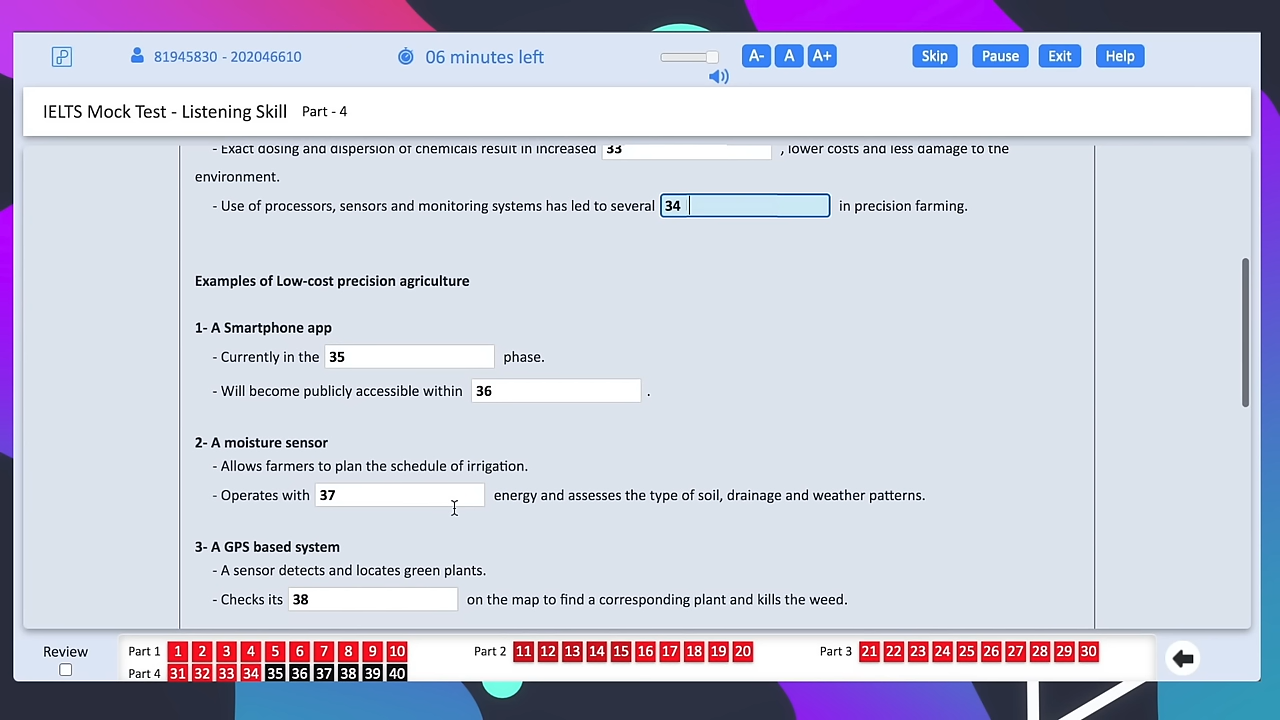 81945830 - 202046610
06 minutes left
A- A A+
Skip Pause Exit Help
IELTS Mock Test - Listening Skill Part - 4
- Exact dosing and dispersion of chemicals result in increased 33 , lower costs and less damage to the
environment.
- Use of processors, sensors and monitoring systems has led to several 34 in precision farming.
Examples of Low-cost precision agriculture
1- A Smartphone app
- Currently in the 35 phase.
- Will become publicly accessible within 36 .
2- A moisture sensor
- Allows farmers to plan the schedule of irrigation.
- Operates with 37 energy and assesses the type of soil, drainage and weather patterns.
3- A GPS based system
- A sensor detects and locates green plants.
- Checks its 38 on the map to find a corresponding plant and kills the weed.
Review
Part 1 1 2 3 4 5 6 7 8 9 10 Part 2 11 12 13 14 15 16 17 18 19 20 Part 3 21 22 23 24 25 26 27 28 29 30
Part 4 31 32 33 34 35 36 37 38 39 40